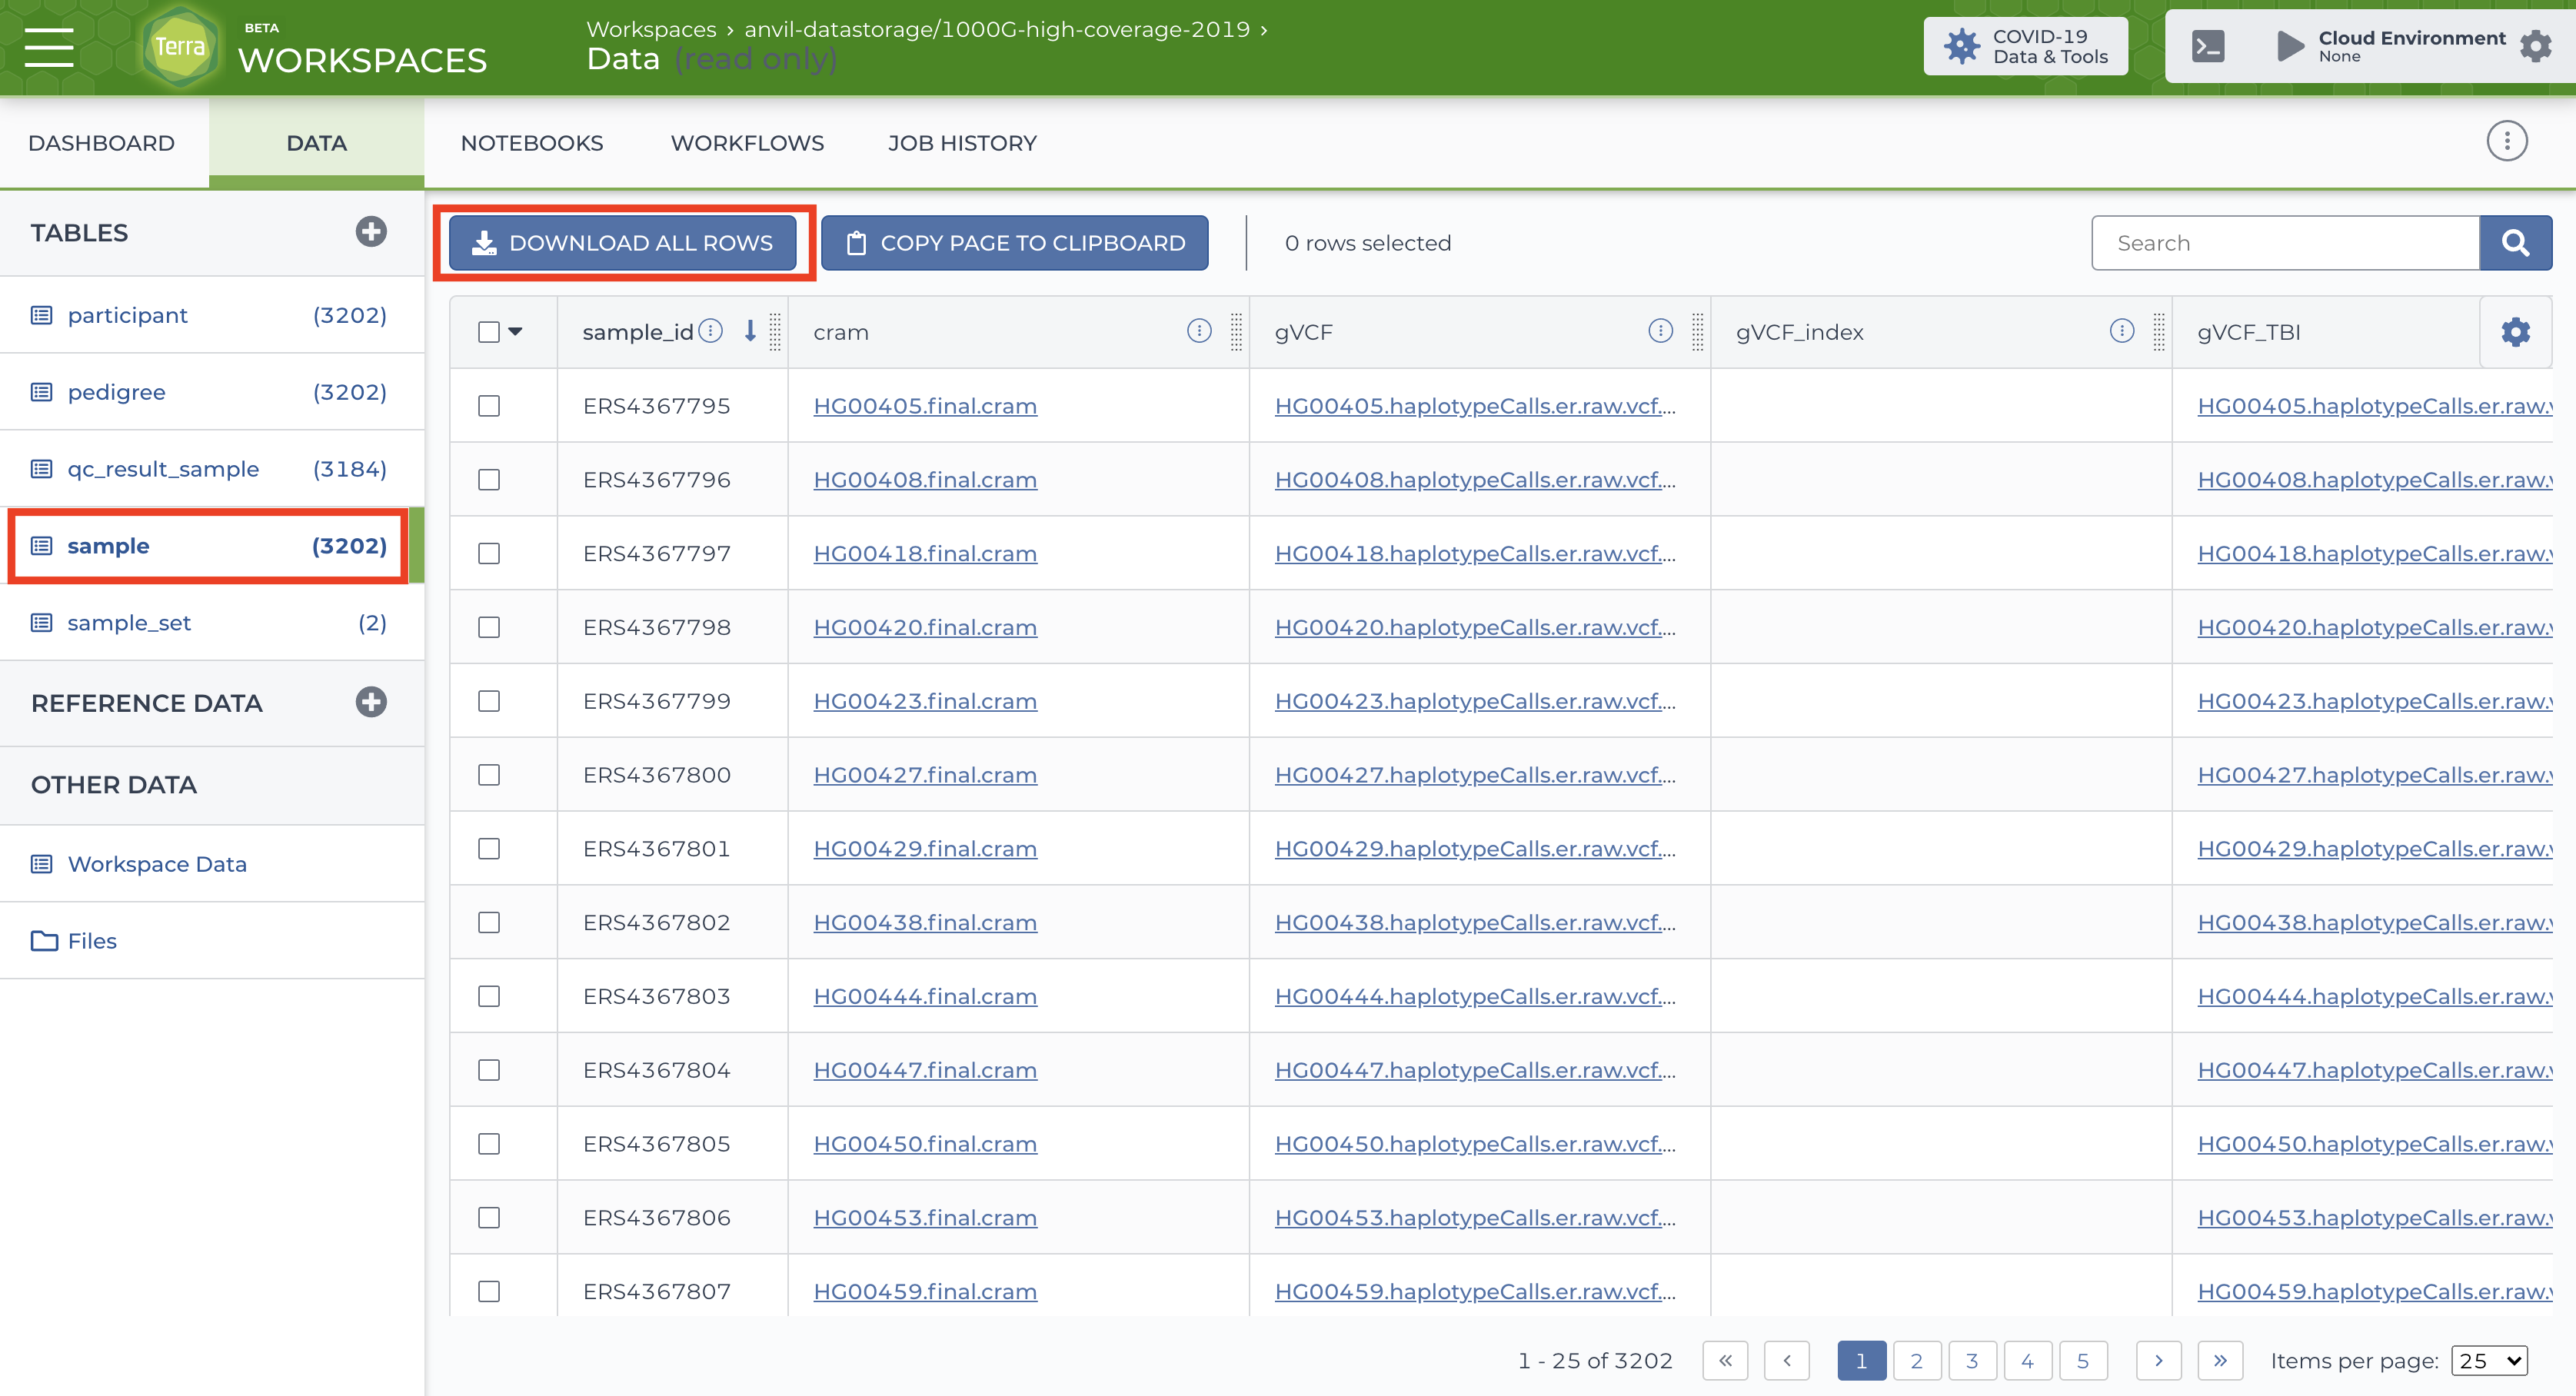 Terra
BETA
WORKSPACES
Workspaces › anvil-datastorage/1000G-high-coverage-2019 ›
Data (read only)
COVID-19
Data & Tools
Cloud Environment
None
DASHBOARD DATA NOTEBOOKS WORKFLOWS JOB HISTORY
TABLES
participant (3202)
pedigree (3202)
qc_result_sample (3184)
sample (3202)
sample_set (2)
REFERENCE DATA
OTHER DATA
Workspace Data
Files
DOWNLOAD ALL ROWS COPY PAGE TO CLIPBOARD 0 rows selected Search
sample_id cram gVCF gVCF_index gVCF_TBI
ERS4367795 HG00405.final.cram HG00405.haplotypeCalls.er.raw.vcf.... HG00405.haplotypeCalls.er.raw.v
ERS4367796 HG00408.final.cram HG00408.haplotypeCalls.er.raw.vcf.... HG00408.haplotypeCalls.er.raw.v
ERS4367797 HG00418.final.cram HG00418.haplotypeCalls.er.raw.vcf.... HG00418.haplotypeCalls.er.raw.v
ERS4367798 HG00420.final.cram HG00420.haplotypeCalls.er.raw.vcf.... HG00420.haplotypeCalls.er.raw.v
ERS4367799 HG00423.final.cram HG00423.haplotypeCalls.er.raw.vcf.... HG00423.haplotypeCalls.er.raw.v
ERS4367800 HG00427.final.cram HG00427.haplotypeCalls.er.raw.vcf.... HG00427.haplotypeCalls.er.raw.v
ERS4367801 HG00429.final.cram HG00429.haplotypeCalls.er.raw.vcf.... HG00429.haplotypeCalls.er.raw.v
ERS4367802 HG00438.final.cram HG00438.haplotypeCalls.er.raw.vcf.... HG00438.haplotypeCalls.er.raw.v
ERS4367803 HG00444.final.cram HG00444.haplotypeCalls.er.raw.vcf.... HG00444.haplotypeCalls.er.raw.v
ERS4367804 HG00447.final.cram HG00447.haplotypeCalls.er.raw.vcf.... HG00447.haplotypeCalls.er.raw.v
ERS4367805 HG00450.final.cram HG00450.haplotypeCalls.er.raw.vcf.... HG00450.haplotypeCalls.er.raw.v
ERS4367806 HG00453.final.cram HG00453.haplotypeCalls.er.raw.vcf.... HG00453.haplotypeCalls.er.raw.v
ERS4367807 HG00459.final.cram HG00459.haplotypeCalls.er.raw.vcf.... HG00459.haplotypeCalls.er.raw.v
1 - 25 of 3202 « ‹ 1 2 3 4 5 › » Items per page: 25